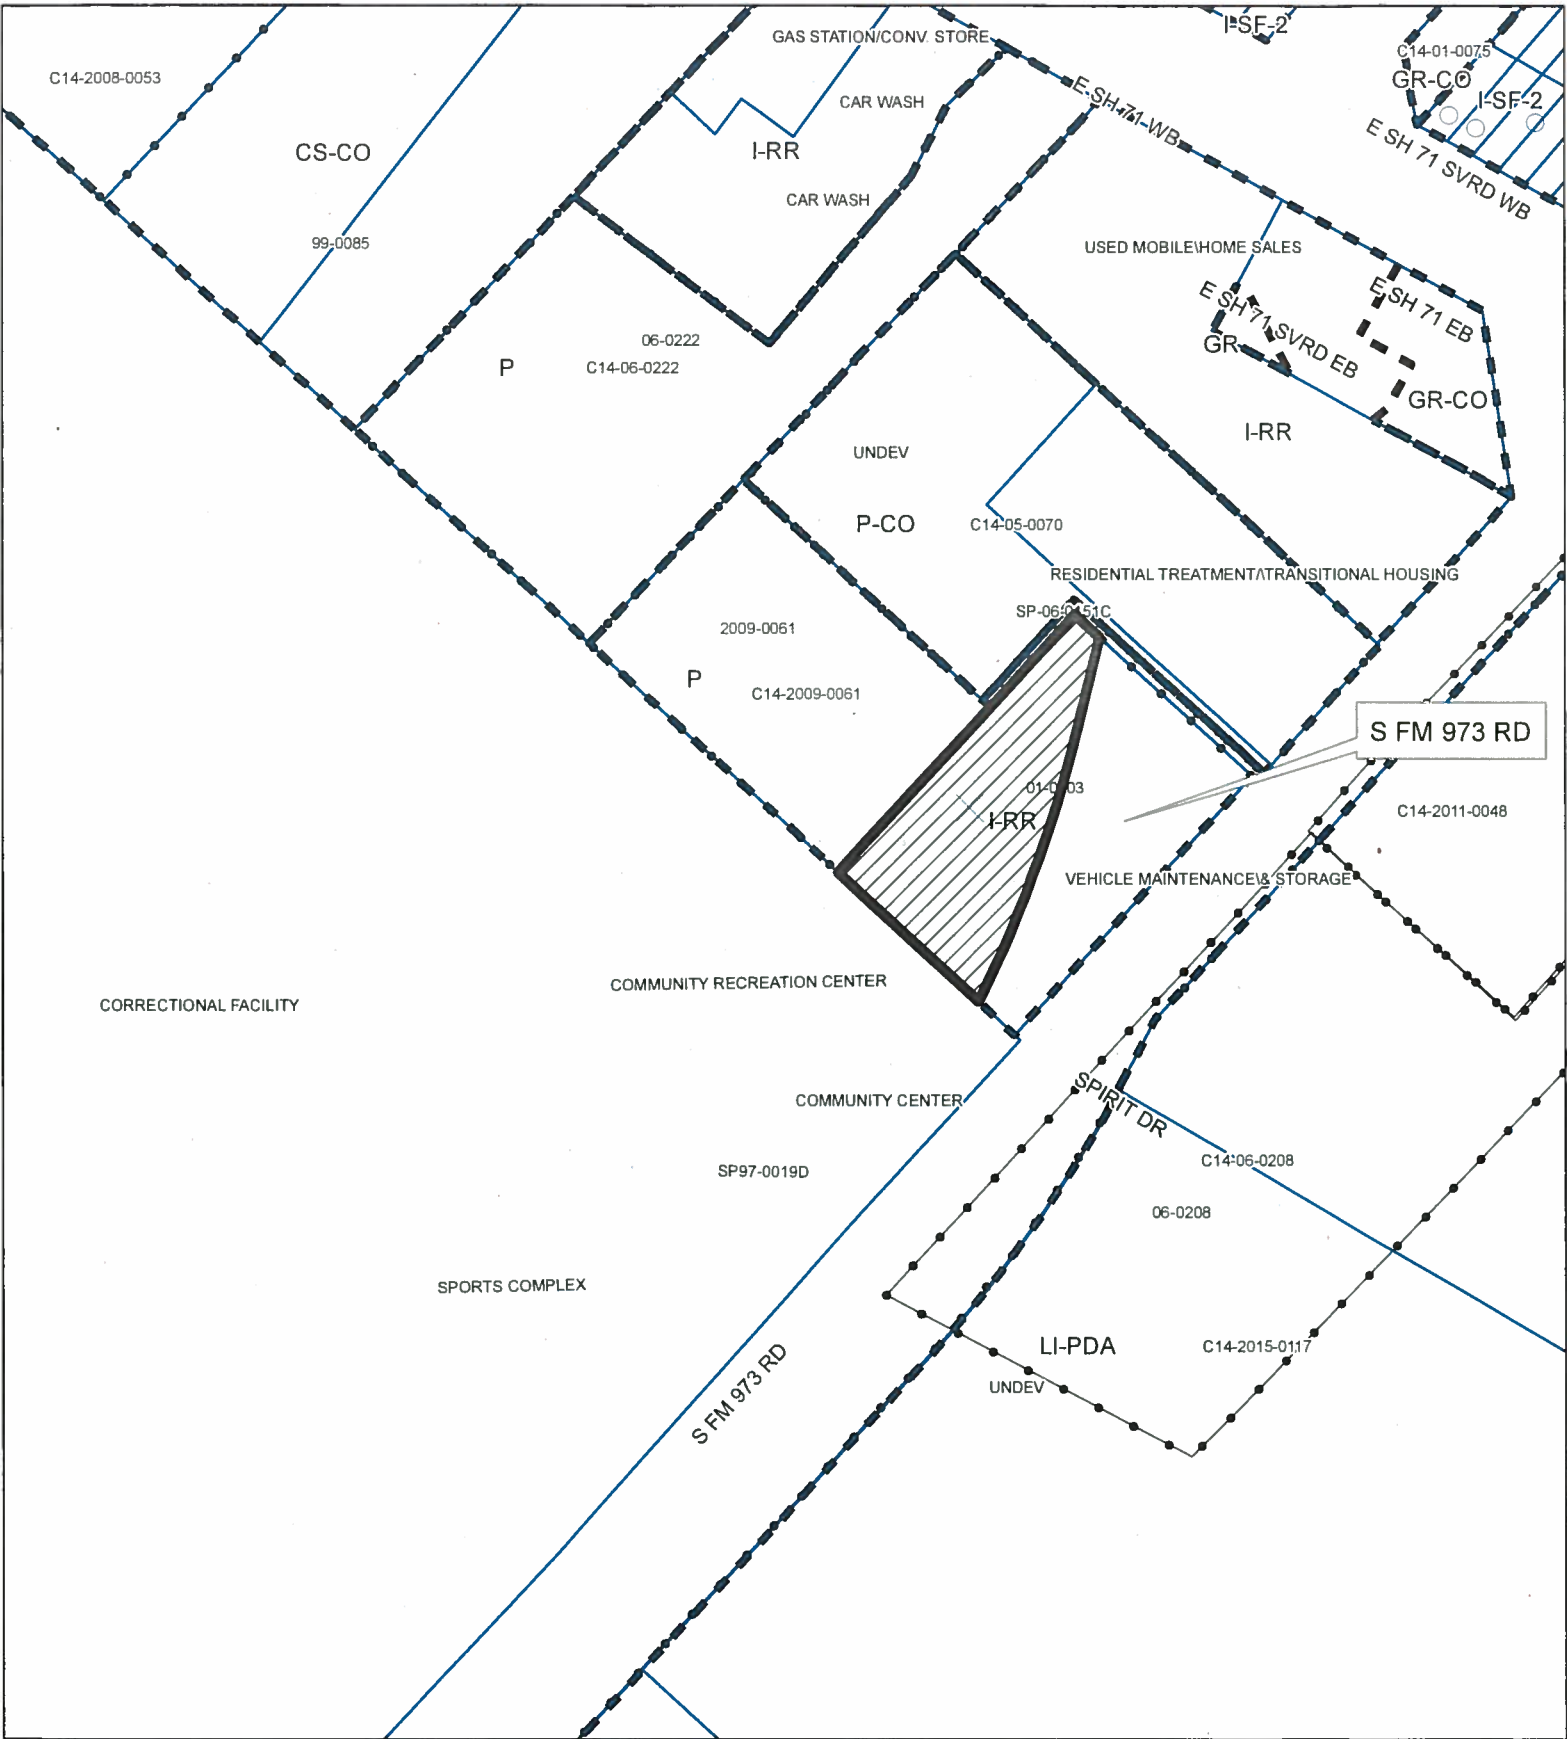 I-SF-2
GAS STATION/CONV. STORE
C14-01-0075
C14-2008-0053
GR-CO
E SH 71 WB
CAR WASH
I-SF-2
CS-CO
I-RR
E SH 71 SVRD WB
CAR WASH
99-0085
USED MOBILE\HOME SALES
E SH 71 EB
E SH 71 SVRD EB
06-0222
GR
P
C14-06-0222
GR-CO
I-RR
UNDEV
P-CO
C14-05-0070
RESIDENTIAL TREATMENT\TRANSITIONAL HOUSING
SP-06-0151C
2009-0061
P
C14-2009-0061
S FM 973 RD
I-RR
C14-2011-0048
VEHICLE MAINTENANCE\& STORAGE
COMMUNITY RECREATION CENTER
CORRECTIONAL FACILITY
COMMUNITY CENTER
SPIRIT DR
SP97-0019D
C14-06-0208
06-0208
SPORTS COMPLEX
LI-PDA
C14-2015-0117
UNDEV
S FM 973 RD